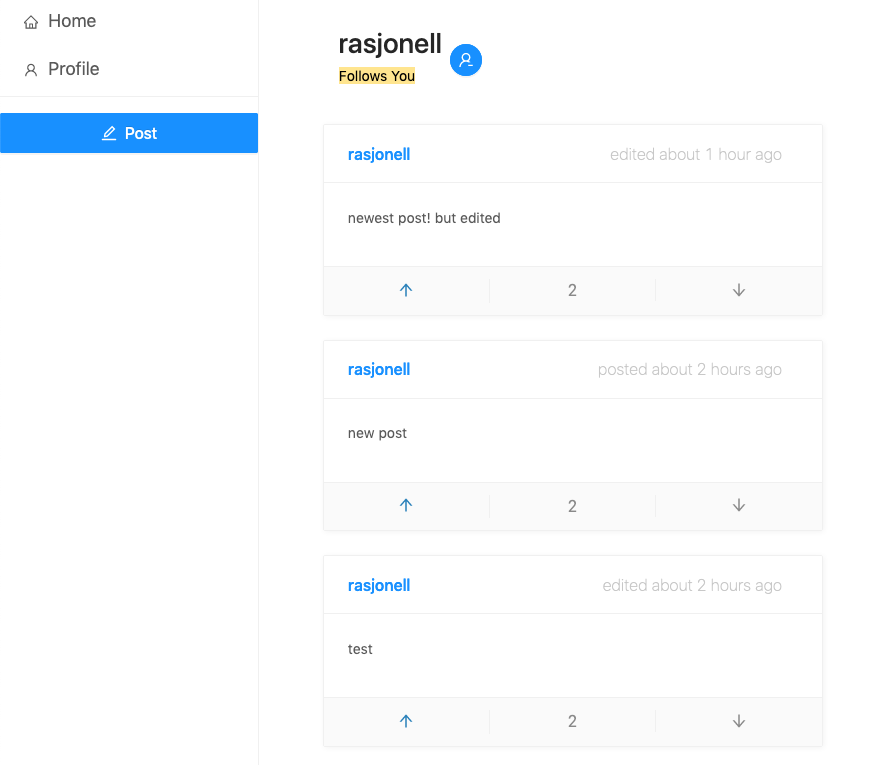 Home
Profile
Post
rasjonell
Follows You
rasjonell edited about 1 hour ago
newest post! but edited
2
rasjonell posted about 2 hours ago
new post
2
rasjonell edited about 2 hours ago
test
2